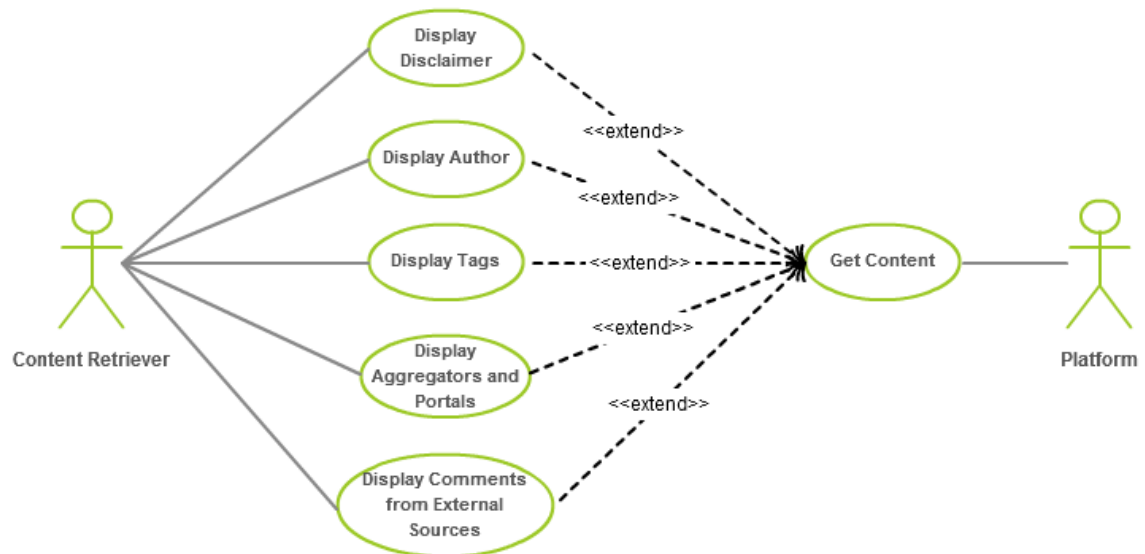 Display
Disclaimer
<<extend>>
Display Author
<<extend>>
Display Tags
<<extend>>
Get Content
<<extend>>
Content Retriever
Display
Aggregators and
Portals
Platform
<<extend>>
Display Comments
from External
Sources